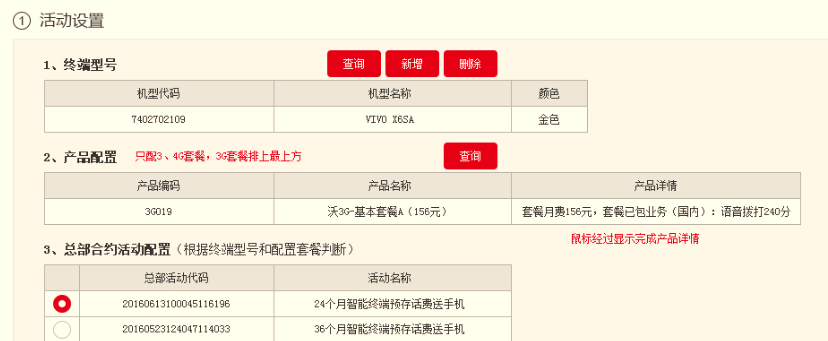 ① 活动设置
1、终端型号 查询 新增 删除
机型代码 机型名称 颜色
7402702109 VIVO X6SA 金色
2、产品配置 只配3、4G套餐，3G套餐排上最上方 查询
产品编码 产品名称 产品详情
3G019 沃3G-基本套餐A（156元） 套餐月费156元，套餐已包业务（国内）：语音拨打240分
鼠标经过显示完成产品详情
3、总部合约活动配置（根据终端型号和配置套餐判断）
总部活动代码 活动名称
20160613100045116196 24个月智能终端预存话费送手机
20160523124047114033 36个月智能终端预存话费送手机